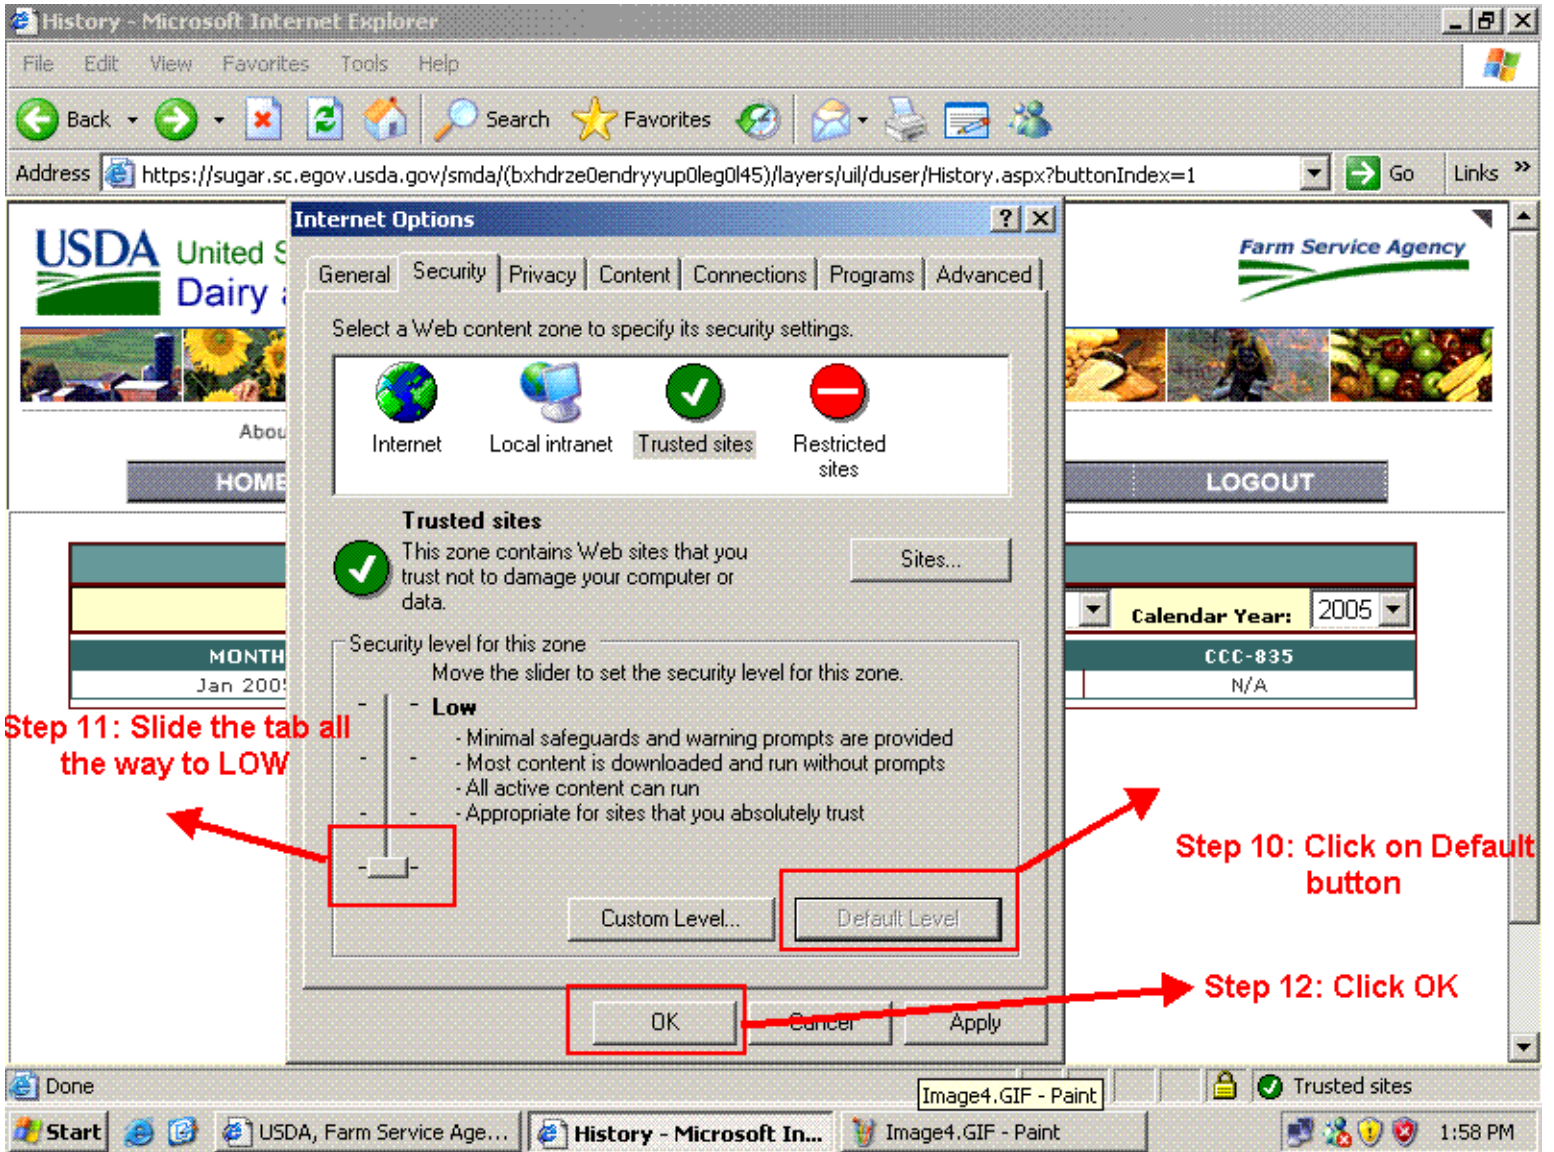 History - Microsoft Internet Explorer
File Edit View Favorites Tools Help
Back Search Favorites
Address https://sugar.sc.egov.usda.gov/smda/(bxhdrze0endryyup0leg0l45)/layers/uil/duser/History.aspx?buttonIndex=1 Go Links »
Internet Options
USDA United S
Dairy
Farm Service Agency
General Security Privacy Content Connections Programs Advanced
Select a Web content zone to specify its security settings.
Internet Local intranet Trusted sites Restricted
sites
Abou
HOME LOGOUT
Trusted sites
This zone contains Web sites that you
trust not to damage your computer or
data.
Sites...
Calendar Year: 2005
Security level for this zone
Move the slider to set the security level for this zone.
MONTH CCC-835
Jan 2005 N/A
Low
- Minimal safeguards and warning prompts are provided
- Most content is downloaded and run without prompts
- All active content can run
- Appropriate for sites that you absolutely trust
Step 11: Slide the tab all
the way to LOW
Step 10: Click on Default
button
Custom Level... Default Level
Step 12: Click OK
OK Cancel Apply
Done Trusted sites
Image4.GIF - Paint
Start USDA, Farm Service Age... History - Microsoft In... Image4.GIF - Paint 1:58 PM